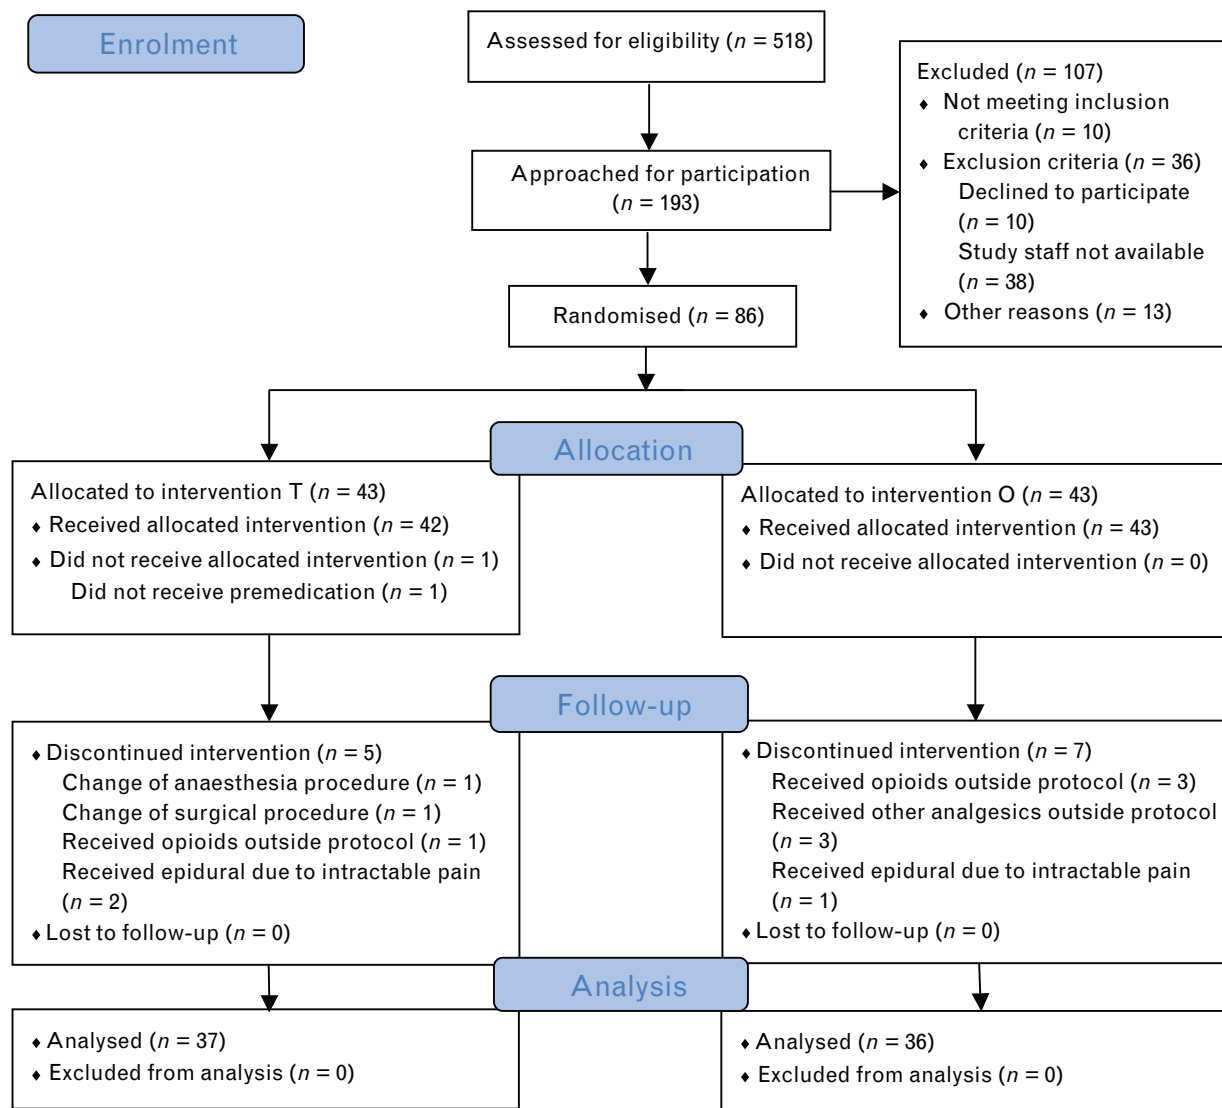 Enrolment
Assessed for eligibility (n = 518)
Excluded (n = 107)
♦ Not meeting inclusion
criteria (n = 10)
♦ Exclusion criteria (n = 36)
Declined to participate
(n = 10)
Study staff not available
(n = 38)
♦ Other reasons (n = 13)
Approached for participation
(n = 193)
Randomised (n = 86)
Allocation
Allocated to intervention T (n = 43)
♦ Received allocated intervention (n = 42)
♦ Did not receive allocated intervention (n = 1)
Did not receive premedication (n = 1)
Allocated to intervention O (n = 43)
♦ Received allocated intervention (n = 43)
♦ Did not receive allocated intervention (n = 0)
Follow-up
♦ Discontinued intervention (n = 5)
Change of anaesthesia procedure (n = 1)
Change of surgical procedure (n = 1)
Received opioids outside protocol (n = 1)
Received epidural due to intractable pain
(n = 2)
♦ Lost to follow-up (n = 0)
♦ Discontinued intervention (n = 7)
Received opioids outside protocol (n = 3)
Received other analgesics outside protocol
(n = 3)
Received epidural due to intractable pain
(n = 1)
♦ Lost to follow-up (n = 0)
Analysis
♦ Analysed (n = 37)
♦ Excluded from analysis (n = 0)
♦ Analysed (n = 36)
♦ Excluded from analysis (n = 0)